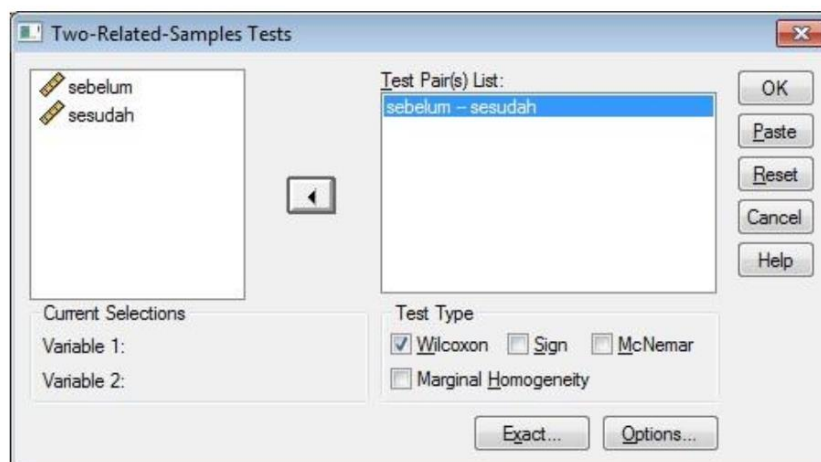 Two-Related-Samples Tests
sebelum
sesudah
Test Pair(s) List:
sebelum -- sesudah
OK
Paste
Reset
Cancel
Help
Current Selections
Variable 1:
Variable 2:
Test Type
Wilcoxon Sign McNemar
Marginal Homogeneity
Exact... Options...